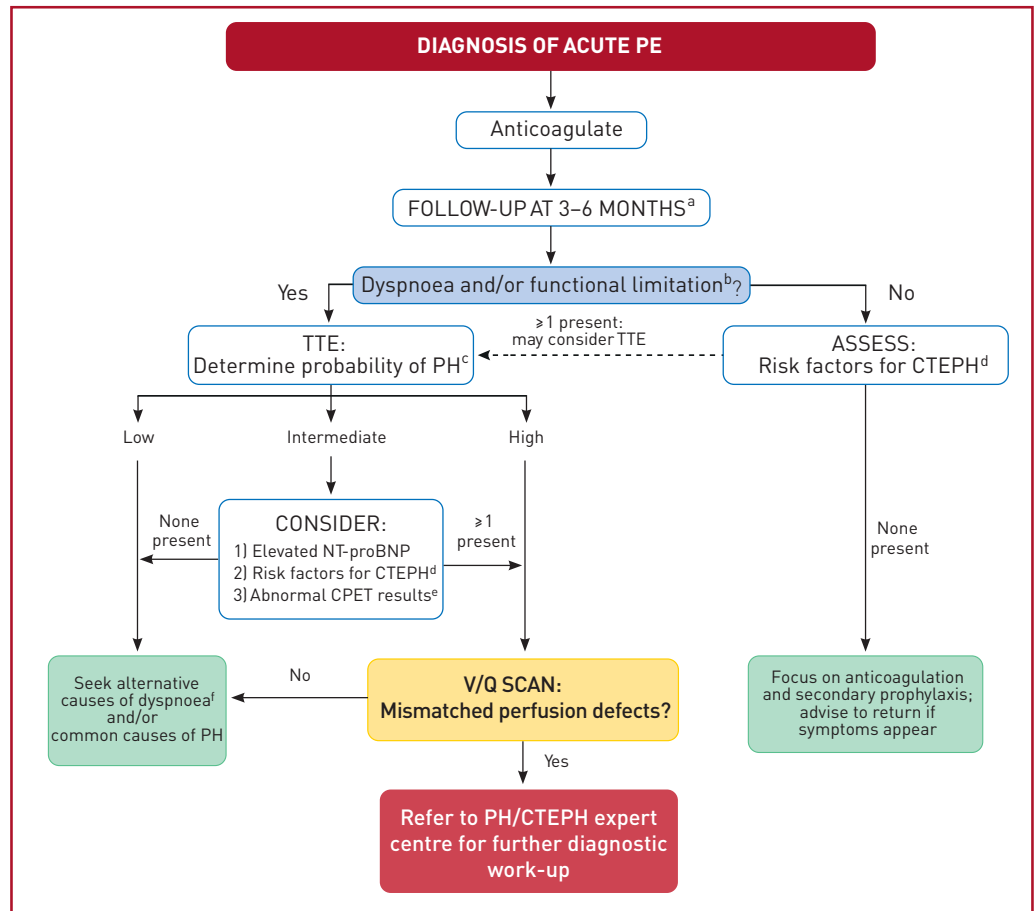 DIAGNOSIS OF ACUTE PE
Anticoagulate
FOLLOW-UP AT 3–6 MONTHSᵃ
Dyspnoea and/or functional limitationᵇ?
Yes
No
TTE:
Determine probability of PHᶜ
≥1 present:
may consider TTE
ASSESS:
Risk factors for CTEPHᵈ
Low
Intermediate
High
None
present
CONSIDER:
1) Elevated NT-proBNP
2) Risk factors for CTEPHᵈ
3) Abnormal CPET resultsᵉ
≥1
present
None
present
Seek alternative
causes of dyspnoeaᶠ
and/or
common causes of PH
No
V/Q SCAN:
Mismatched perfusion defects?
Focus on anticoagulation
and secondary prophylaxis;
advise to return if
symptoms appear
Yes
Refer to PH/CTEPH expert
centre for further diagnostic
work-up